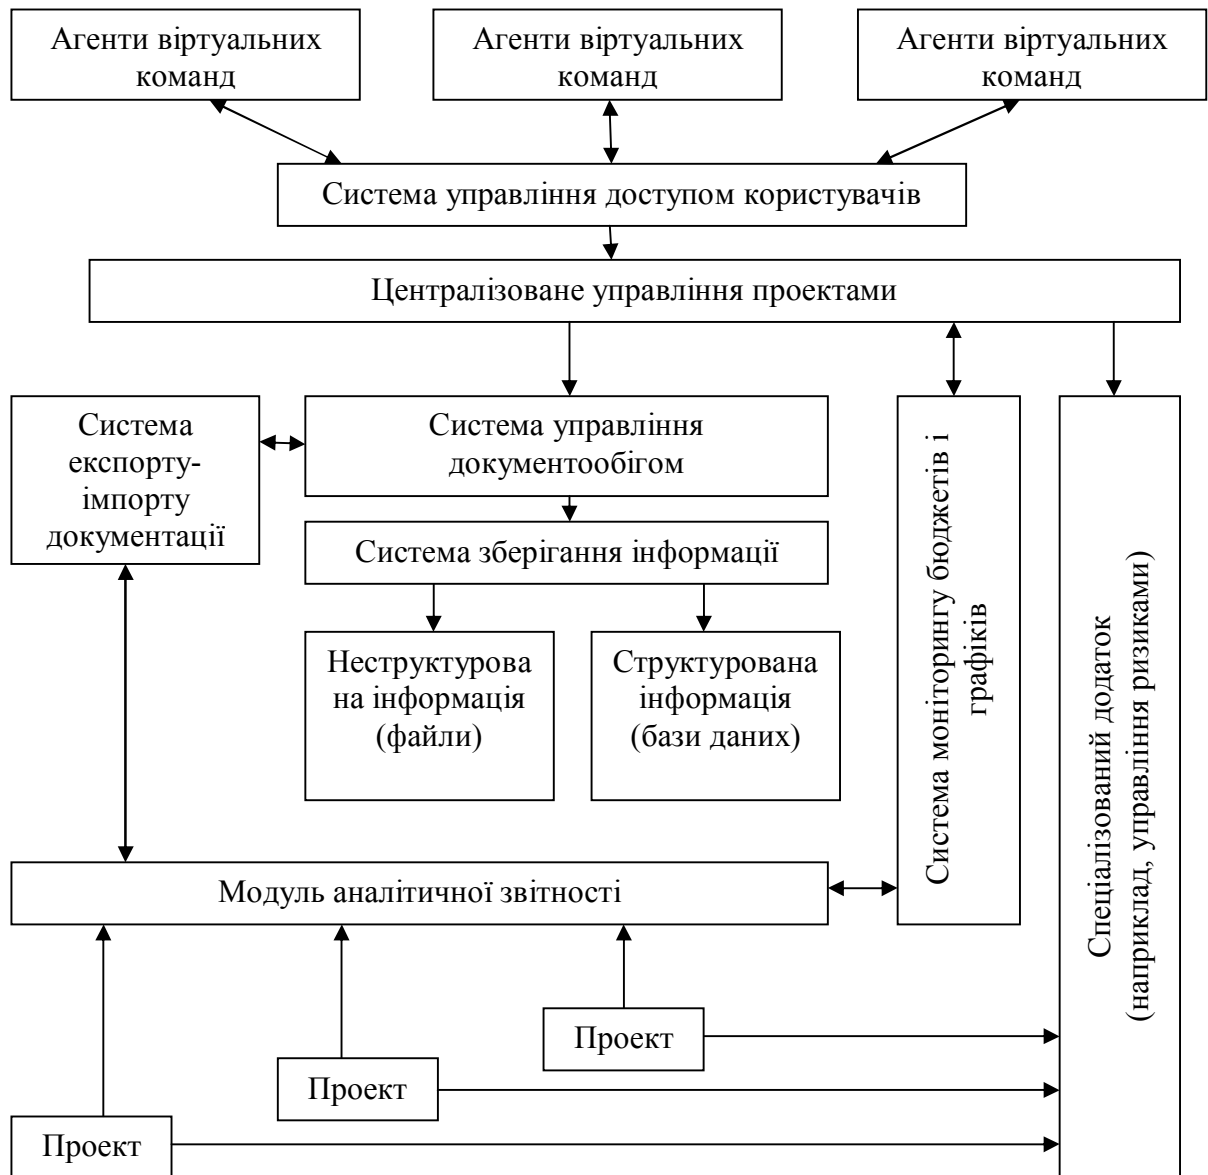 Агенти віртуальних
команд
Агенти віртуальних
команд
Агенти віртуальних
команд
Система управління доступом користувачів
Централізоване управління проектами
Система
експорту-
імпорту
документації
Система управління
документообігом
Система зберігання інформації
Неструктурова
на інформація
(файли)
Структурована
інформація
(бази даних)
Система моніторингу бюджетів і
графіків
Спеціалізований додаток
(наприклад, управління ризиками)
Модуль аналітичної звітності
Проект
Проект
Проект